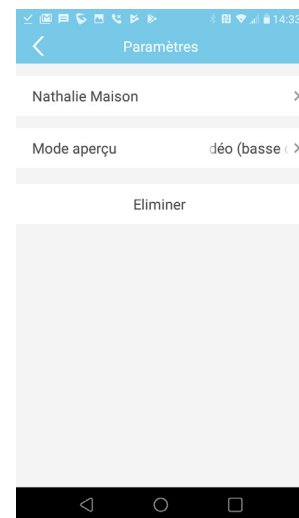 14:33
Paramètres
Nathalie Maison
Mode aperçu déo (basse
Eliminer